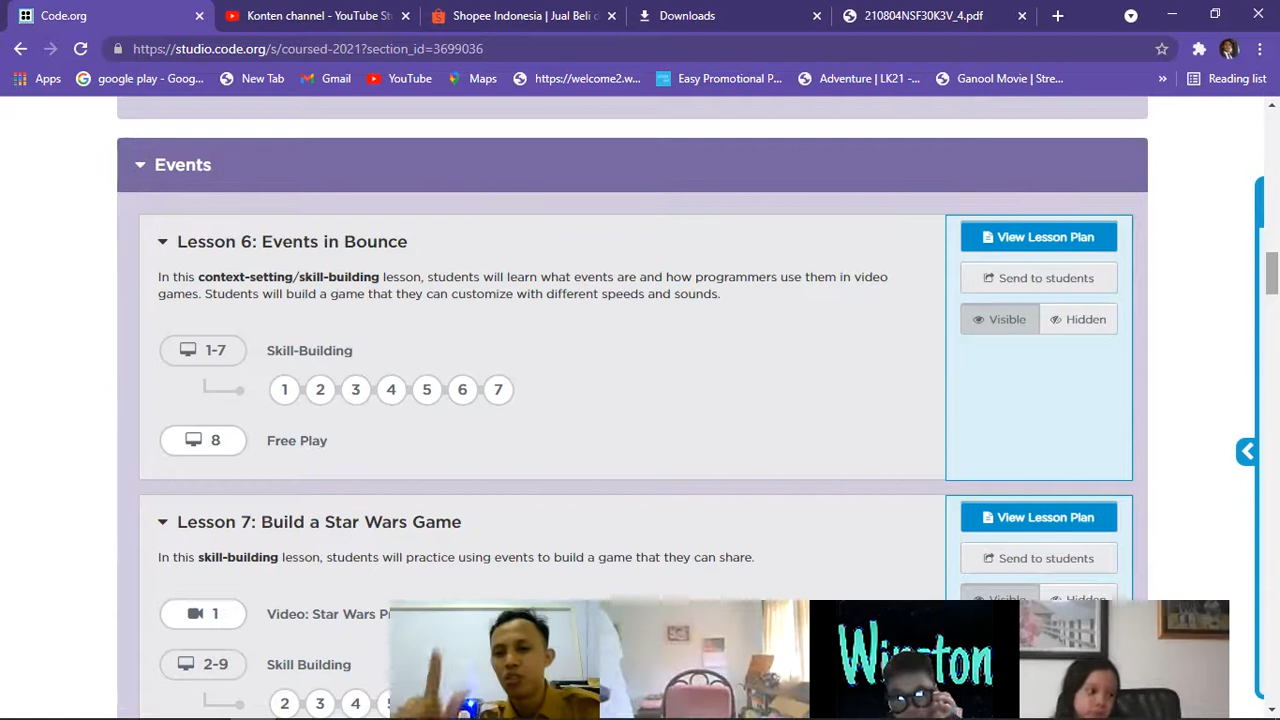 Code.org
Konten channel - YouTube St
Shopee Indonesia | Jual Beli d
Downloads
210804NSF30K3V_4.pdf
https://studio.code.org/s/coursed-2021?section_id=3699036
Apps
google play - Goog...
New Tab
Gmail
YouTube
Maps
https://welcome2.w...
Easy Promotional P...
Adventure | LK21 -...
Ganool Movie | Stre...
»
Reading list
Events
Lesson 6: Events in Bounce
View Lesson Plan
In this context-setting/skill-building lesson, students will learn what events are and how programmers use them in video
games. Students will build a game that they can customize with different speeds and sounds.
Send to students
Visible
Hidden
1-7
Skill-Building
1 2 3 4 5 6 7
8
Free Play
Lesson 7: Build a Star Wars Game
View Lesson Plan
In this skill-building lesson, students will practice using events to build a game that they can share.
Send to students
Visible
Hidden
1
Video: Star Wars P
2-9
Skill Building
2 3 4
Winston